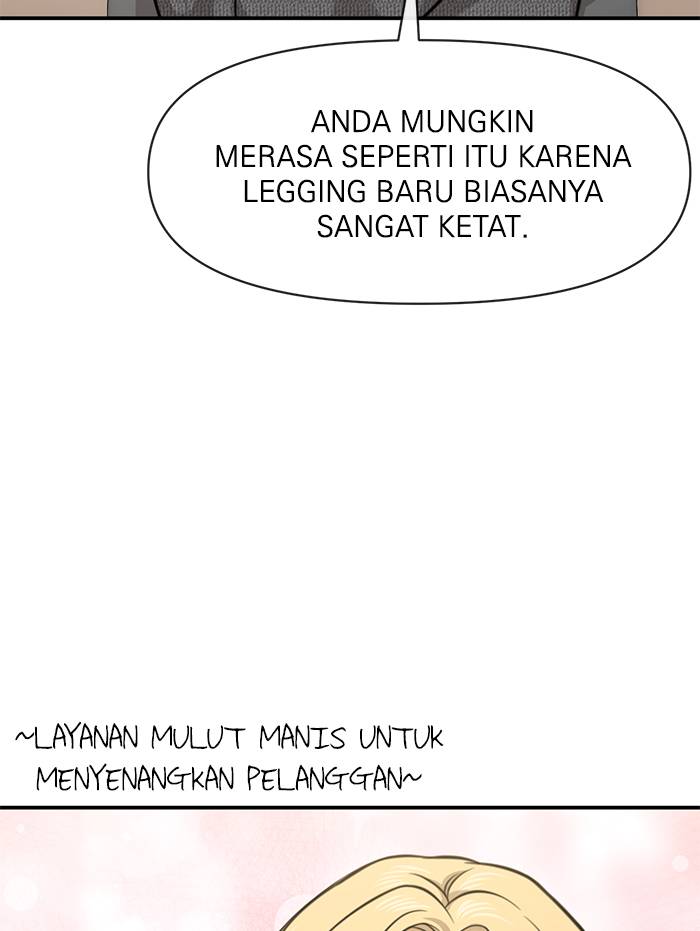 ANDA MUNGKIN
MERASA SEPERTI ITU KARENA
LEGGING BARU BIASANYA
SANGAT KETAT.
~LAYANAN MULUT MANIS UNTUK
MENYENANGKAN PELANGGAN~